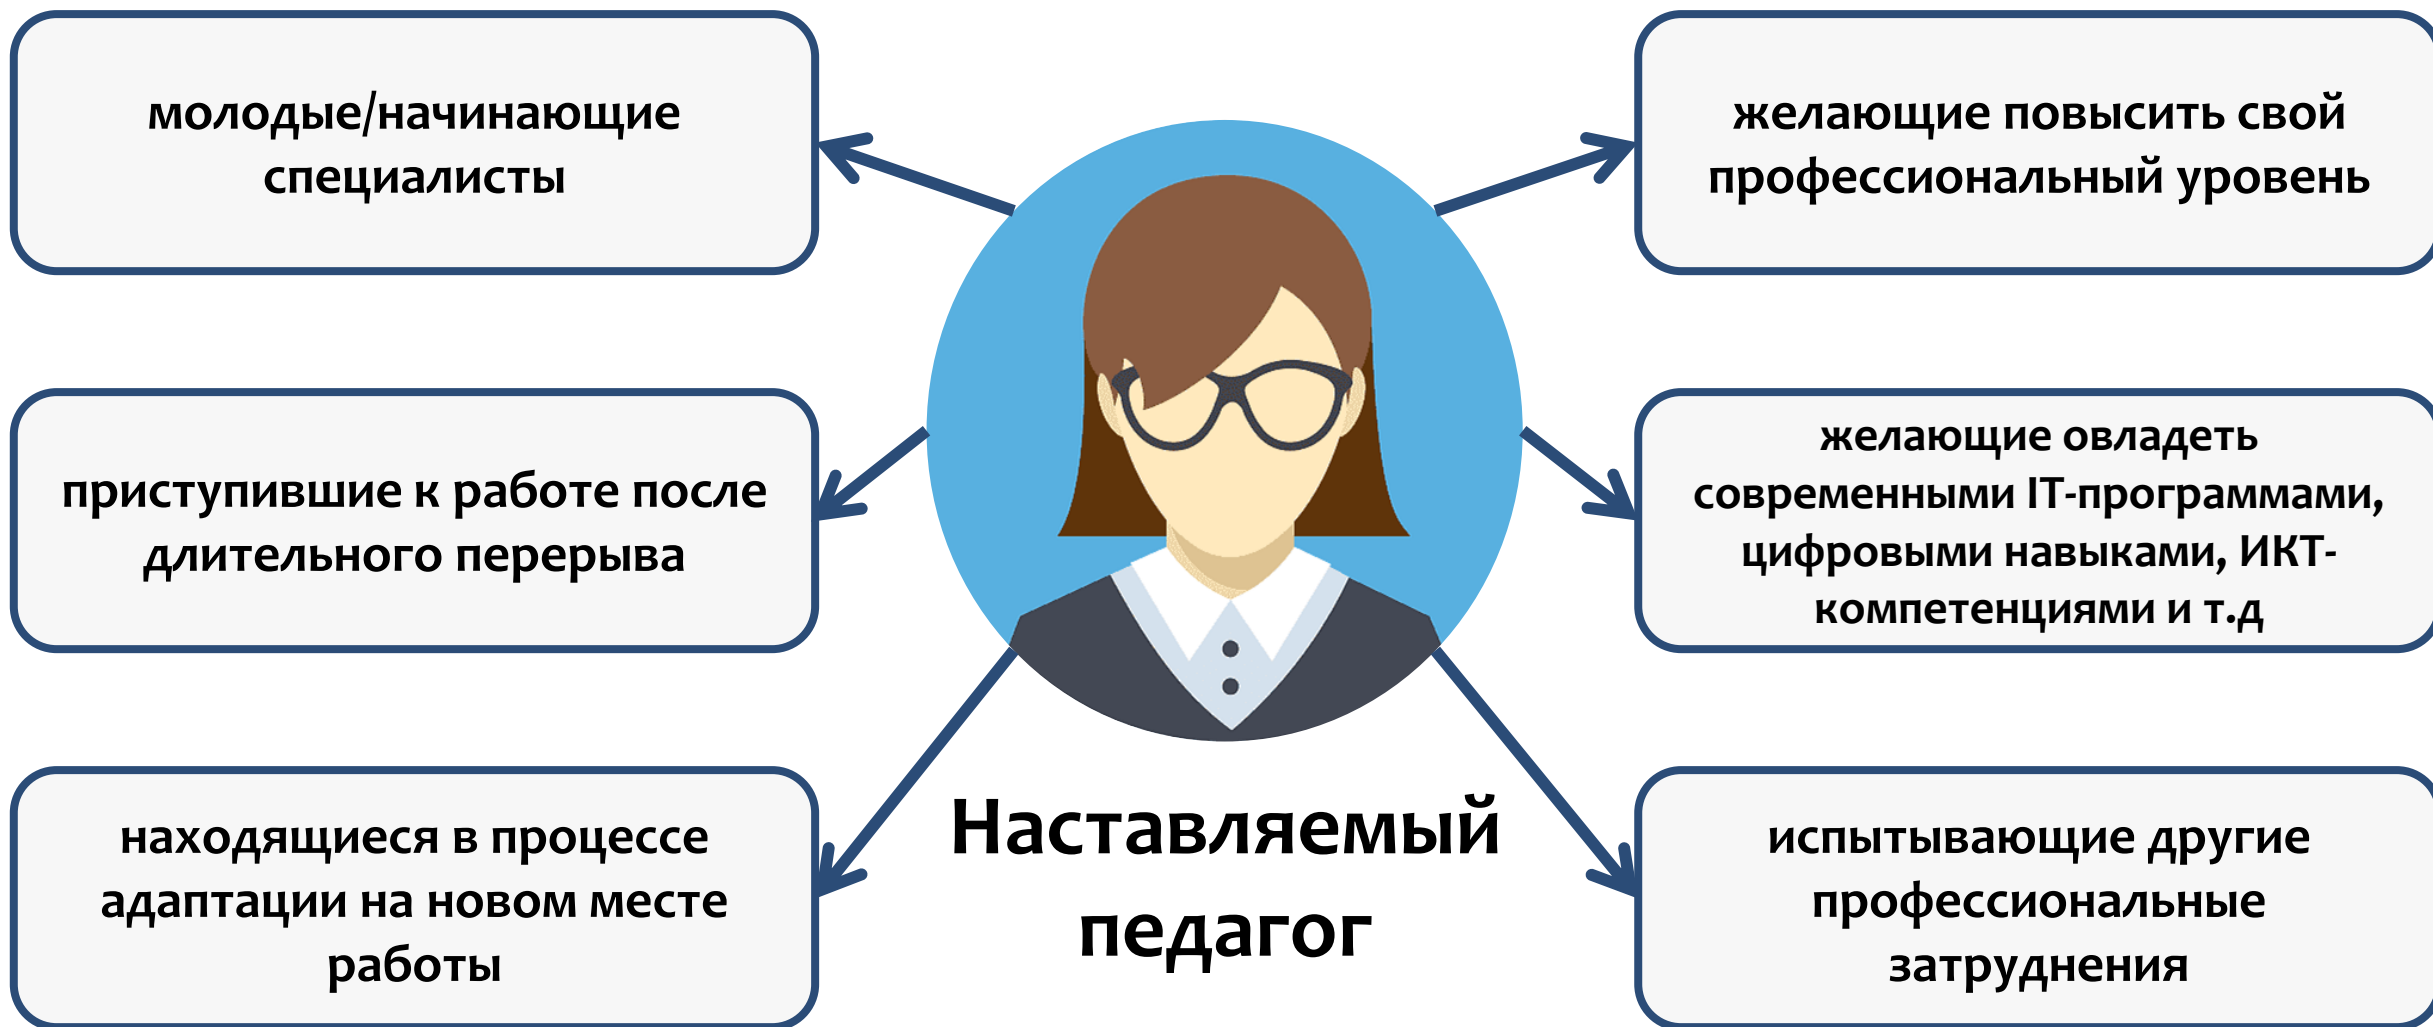 молодые/начинающие
специалисты
приступившие к работе после
длительного перерыва
находящиеся в процессе
адаптации на новом месте
работы
Наставляемый
педагог
желающие повысить свой
профессиональный уровень
желающие овладеть
современными IT-программами,
цифровыми навыками, ИКТ-
компетенциями и т.д
испытывающие другие
профессиональные
затруднения